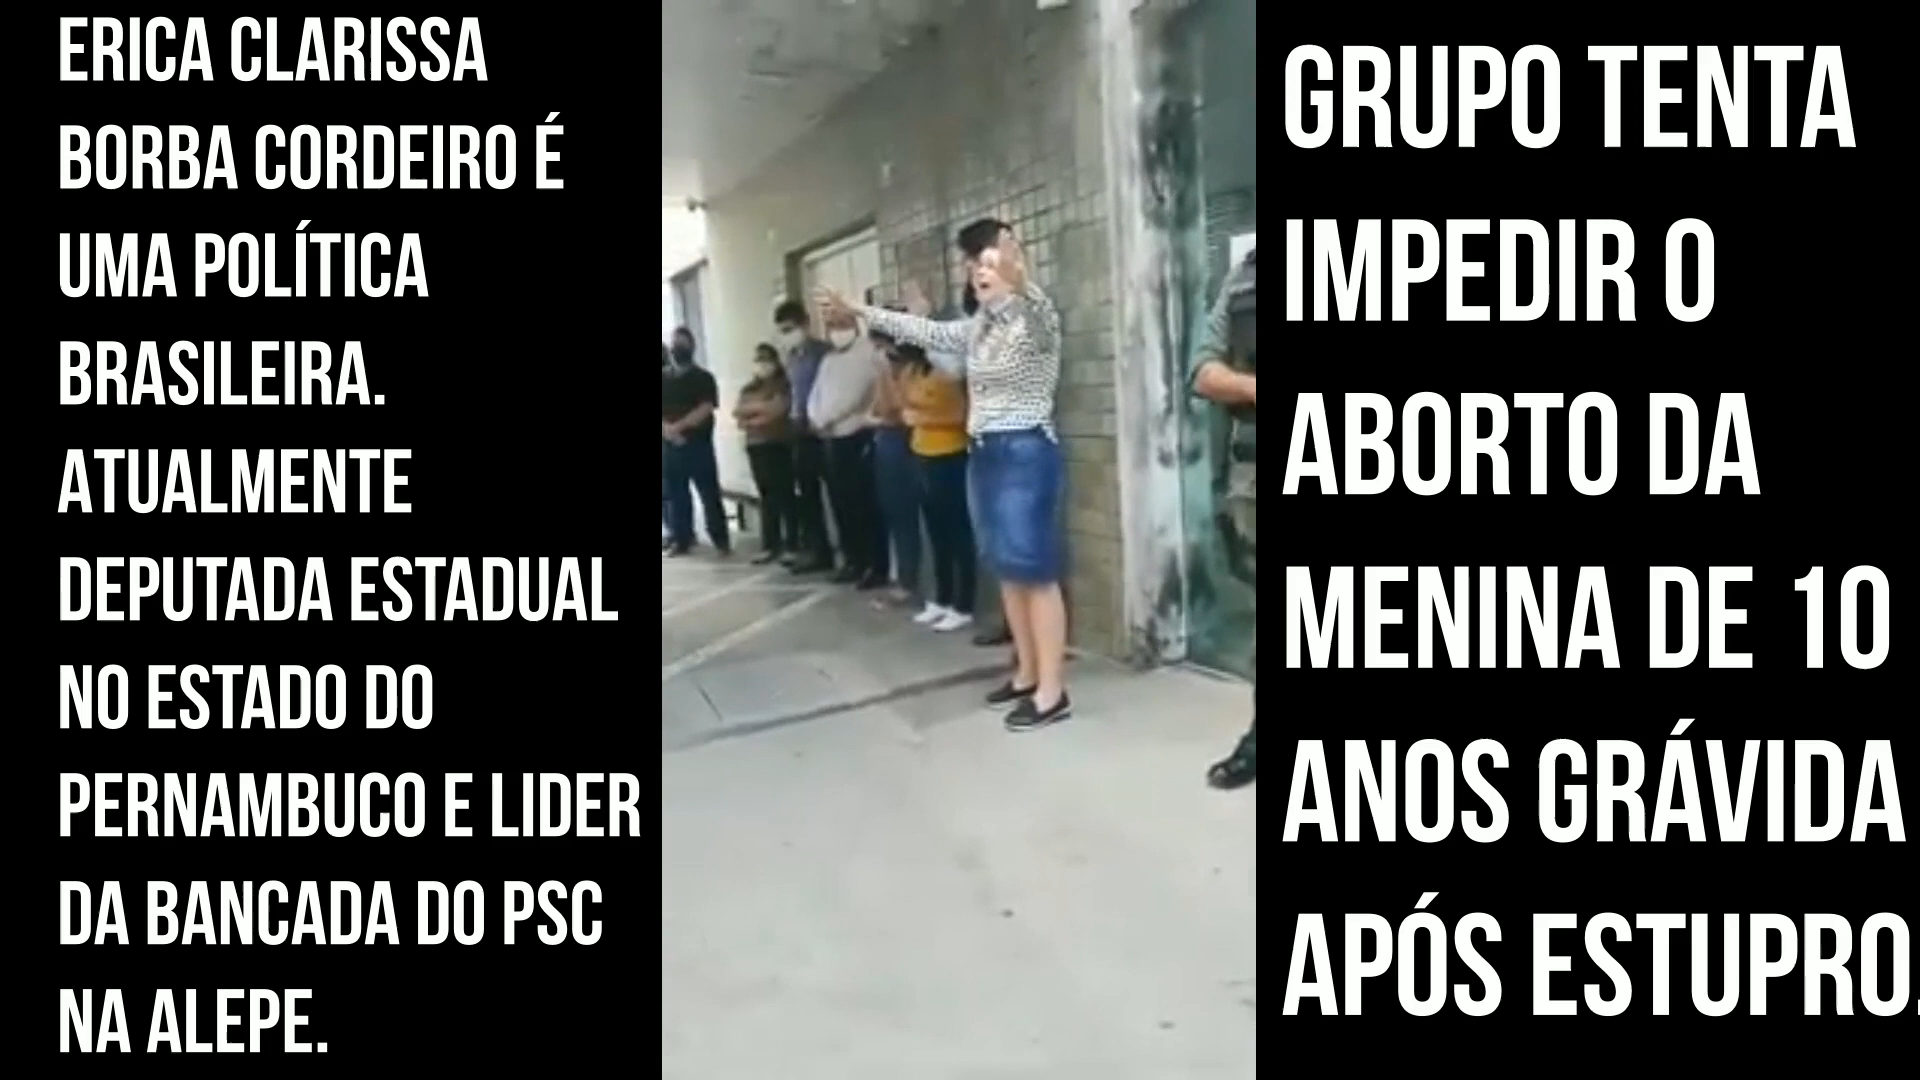 ERICA CLARISSA
BORBA CORDEIRO É
UMA POLÍTICA
BRASILEIRA.
ATUALMENTE
DEPUTADA ESTADUAL
NO ESTADO DO
PERNAMBUCO E LIDER
DA BANCADA DO PSC
NA ALEPE.
GRUPO TENTA
IMPEDIR O
ABORTO DA
MENINA DE 10
ANOS GRÁVIDA
APÓS ESTUPRO.